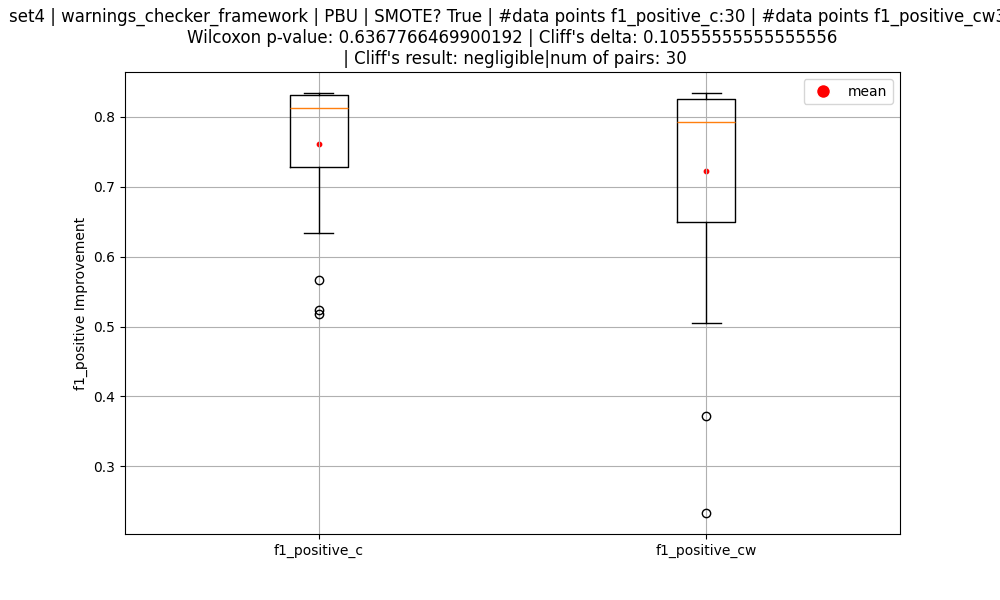 set4 | warnings_checker_framework | PBU | SMOTE? True | #data points f1_positive_c:30 | #data points f1_positive_cw3
Wilcoxon p-value: 0.6367766469900192 | Cliff's delta: 0.10555555555555556
| Cliff's result: negligible|num of pairs: 30
mean
0.8
0.7
0.6
0.5
0.4
0.3
f1_positive Improvement
f1_positive_c
f1_positive_cw